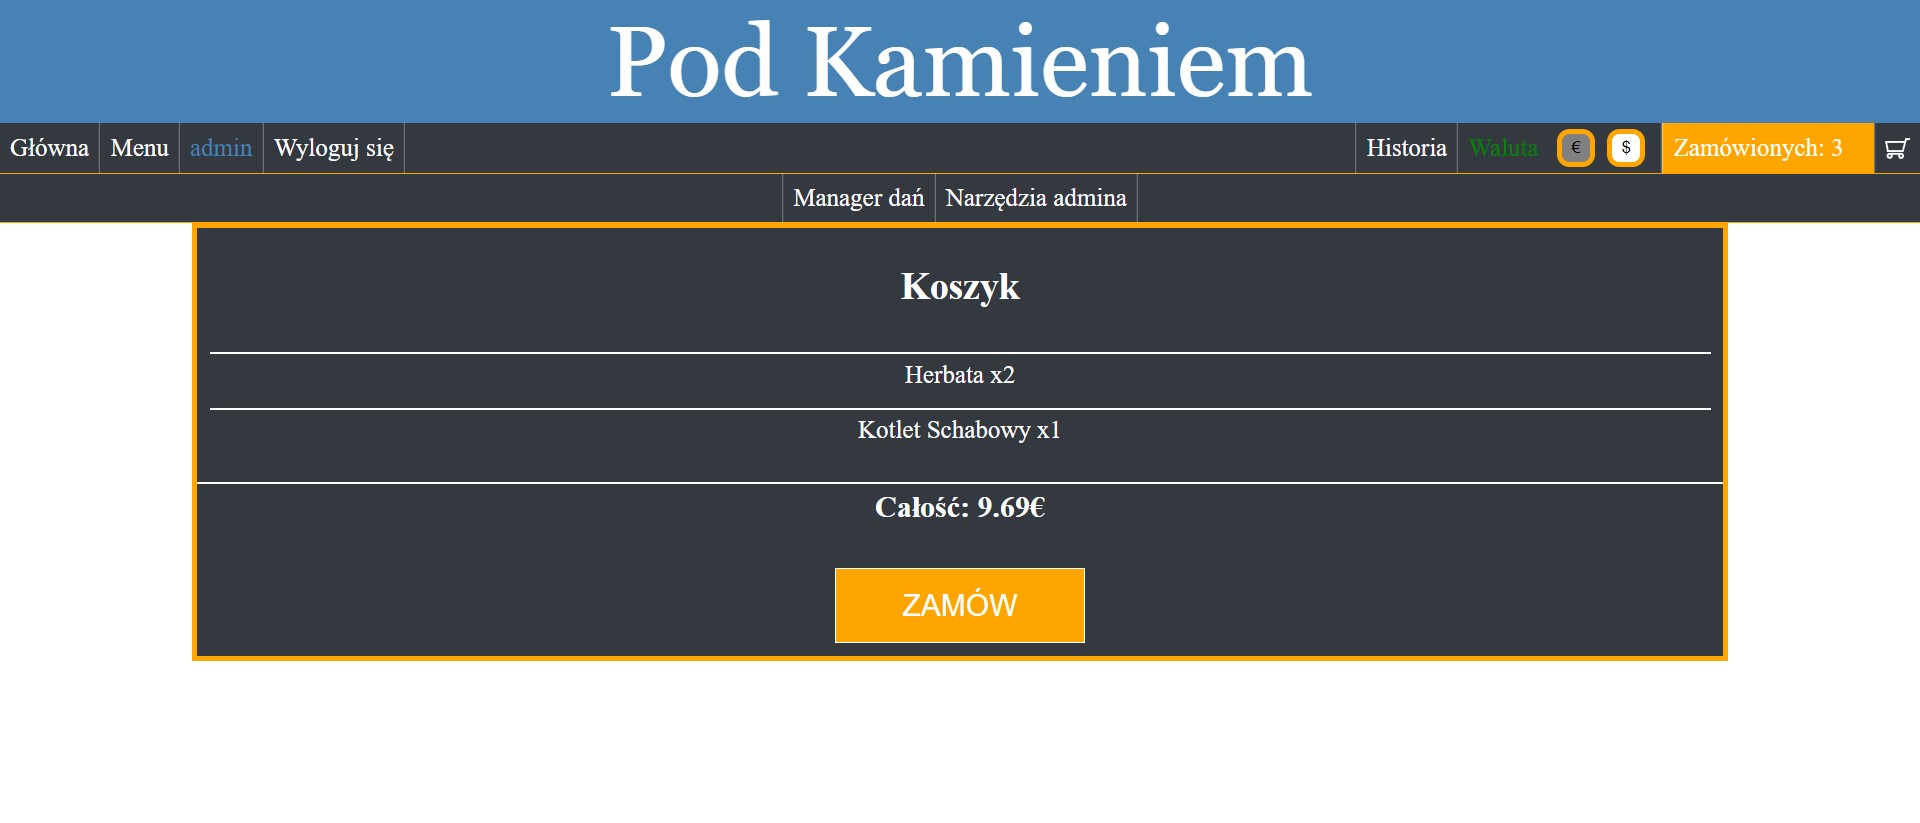 Pod Kamieniem
Główna Menu admin Wyloguj się Historia Waluta € $ Zamówionych: 3
Manager dań Narzędzia admina
Koszyk
Herbata x2
Kotlet Schabowy x1
Całość: 9.69€
ZAMÓW